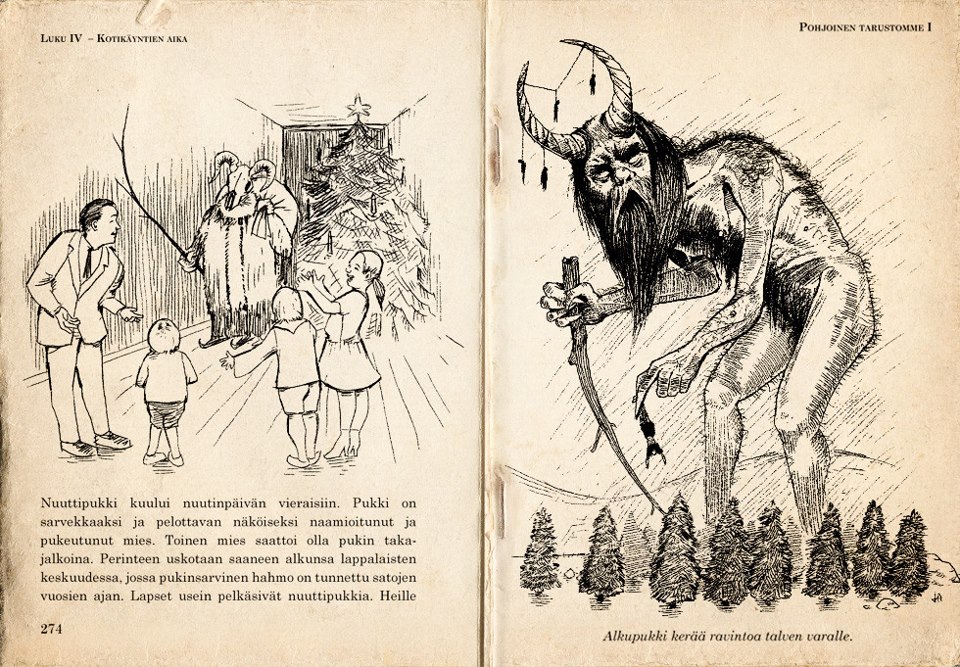 LUKU IV – KOTIKÄYNTIEN AIKA
Nuuttipukki kuului nuutinpäivän vieraisiin. Pukki on
sarvekkaaksi ja pelottavan näköiseksi naamioitunut ja
pukeutunut mies. Toinen mies saattoi olla pukin taka-
jalkoina. Perinteen uskotaan saaneen alkunsa lappalaisten
keskuudessa, jossa pukinsarvinen hahmo on tunnettu satojen
vuosien ajan. Lapset usein pelkäsivät nuuttipukkia. Heille
274
POHJOINEN TARUSTOMME I
Alkupukki kerää ravintoa talven varalle.